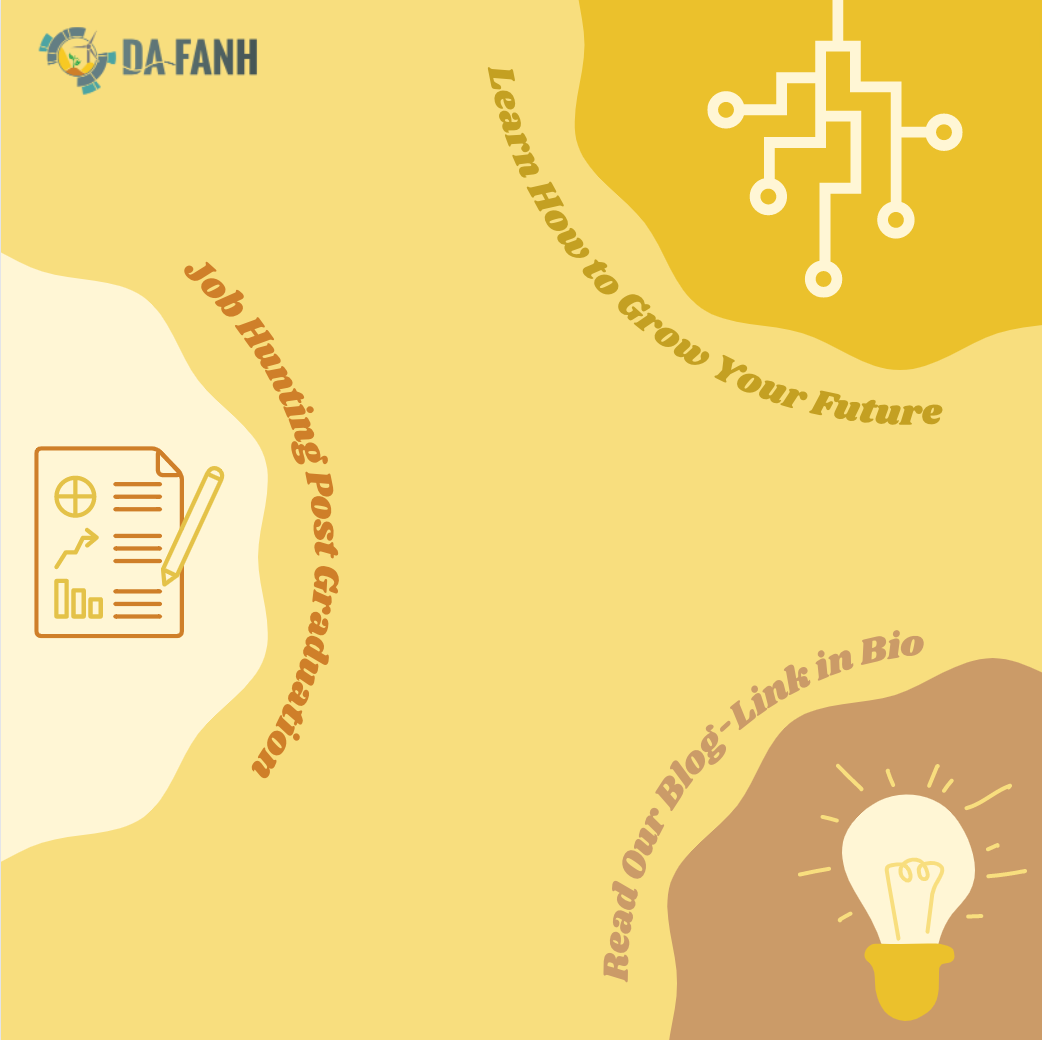 DA-FANH
Learn How to Grow Your Future
Job Hunting Post Graduation
Read Our Blog-Link in Bio